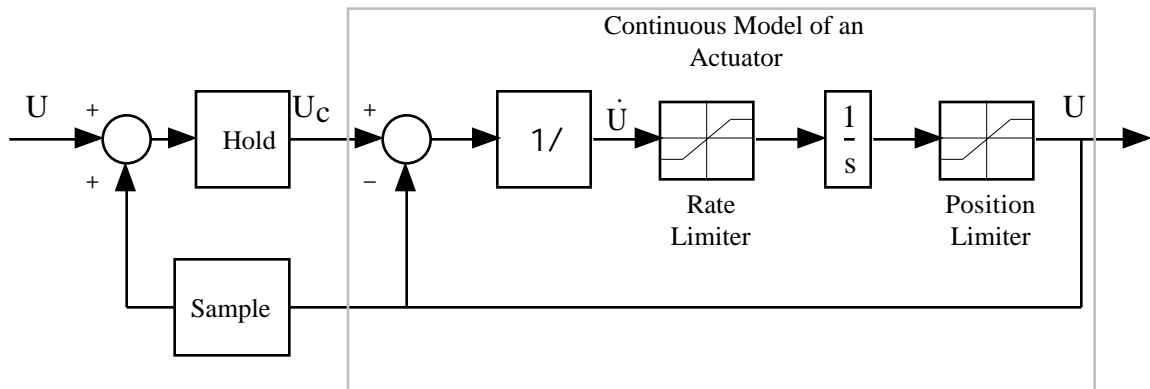 Continuous Model of an
Actuator
U
+
+
Hold
Uc
+
−
1/
U̇
Rate
Limiter
1
s
Position
Limiter
U
Sample